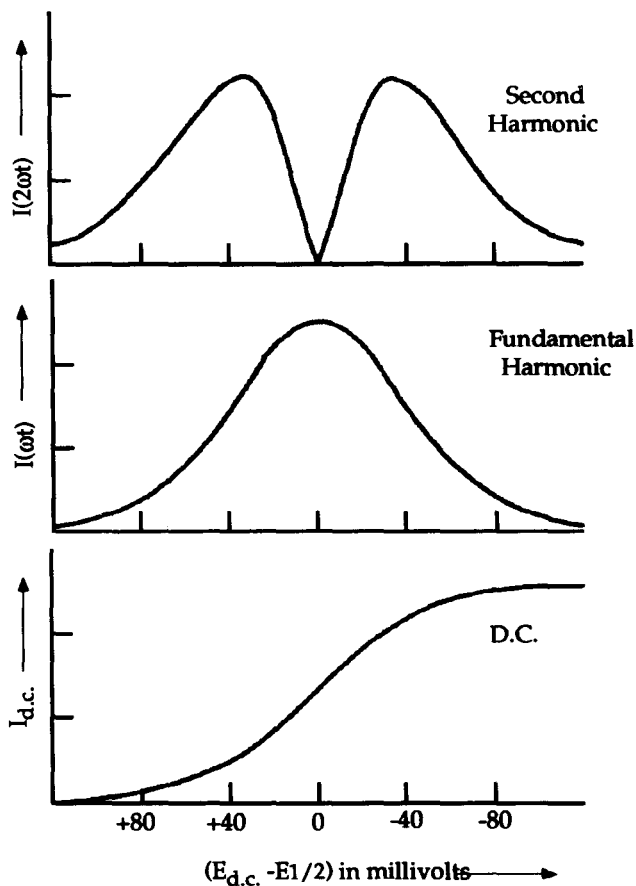 Second
Harmonic
I(2ωt)
Fundamental
Harmonic
I(ωt)
D.C.
I_d.c.
+80 +40 0 -40 -80
(E_d.c. -E1/2) in millivolts